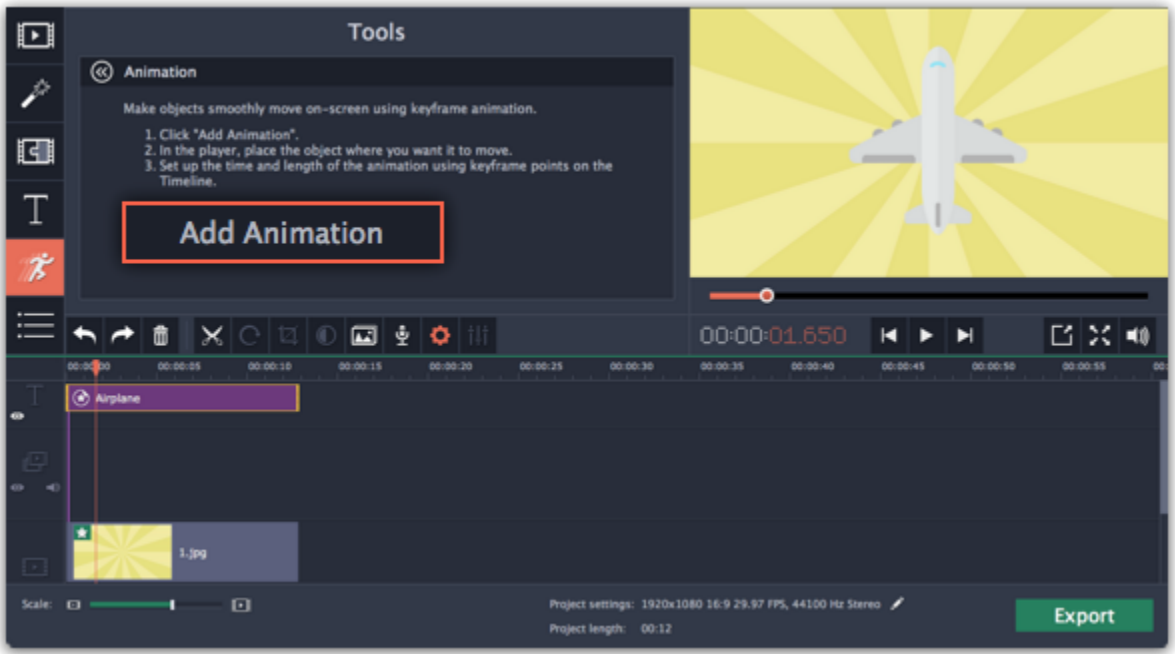 Tools
Animation
Make objects smoothly move on-screen using keyframe animation.
1. Click "Add Animation".
2. In the player, place the object where you want it to move.
3. Set up the time and length of the animation using keyframe points on the
Timeline.
Add Animation
T
00:00:01.650
00:00:00 00:00:05 00:00:10 00:00:15 00:00:20 00:00:25 00:00:30 00:00:35 00:00:40 00:00:45 00:00:50 00:00:55 00:
T
Airplane
1.jpg
Scale:
Project settings: 1920x1080 16:9 29.97 FPS, 44100 Hz Stereo
Project length: 00:12
Export